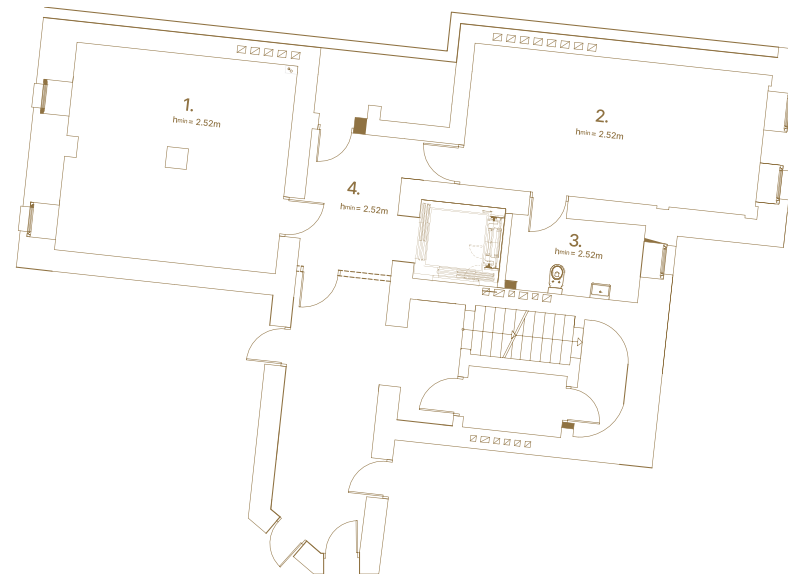 1.
hmin = 2.52m
2.
hmin = 2.52m
4.
hmin = 2.52m
3.
hmin = 2.52m